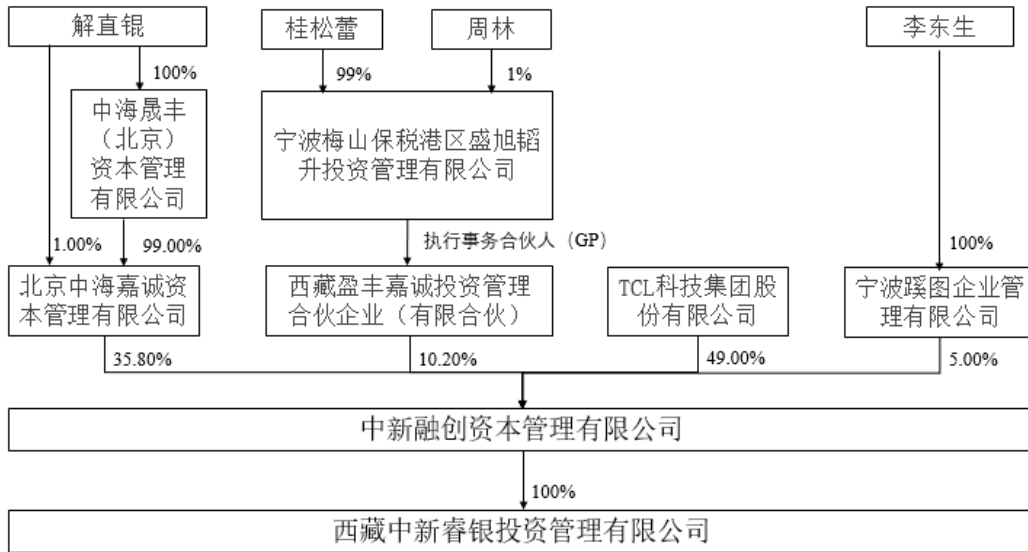 解直锟
桂松蕾
周林
李东生
100%
99%
1%
中海晟丰
（北京）
资本管理
有限公司
宁波梅山保税港区盛旭韬
升投资管理有限公司
1.00%
99.00%
执行事务合伙人（GP）
100%
北京中海嘉诚资
本管理有限公司
西藏盈丰嘉诚投资管理
合伙企业（有限合伙）
TCL科技集团股
份有限公司
宁波蹊图企业管
理有限公司
35.80%
10.20%
49.00%
5.00%
中新融创资本管理有限公司
100%
西藏中新睿银投资管理有限公司